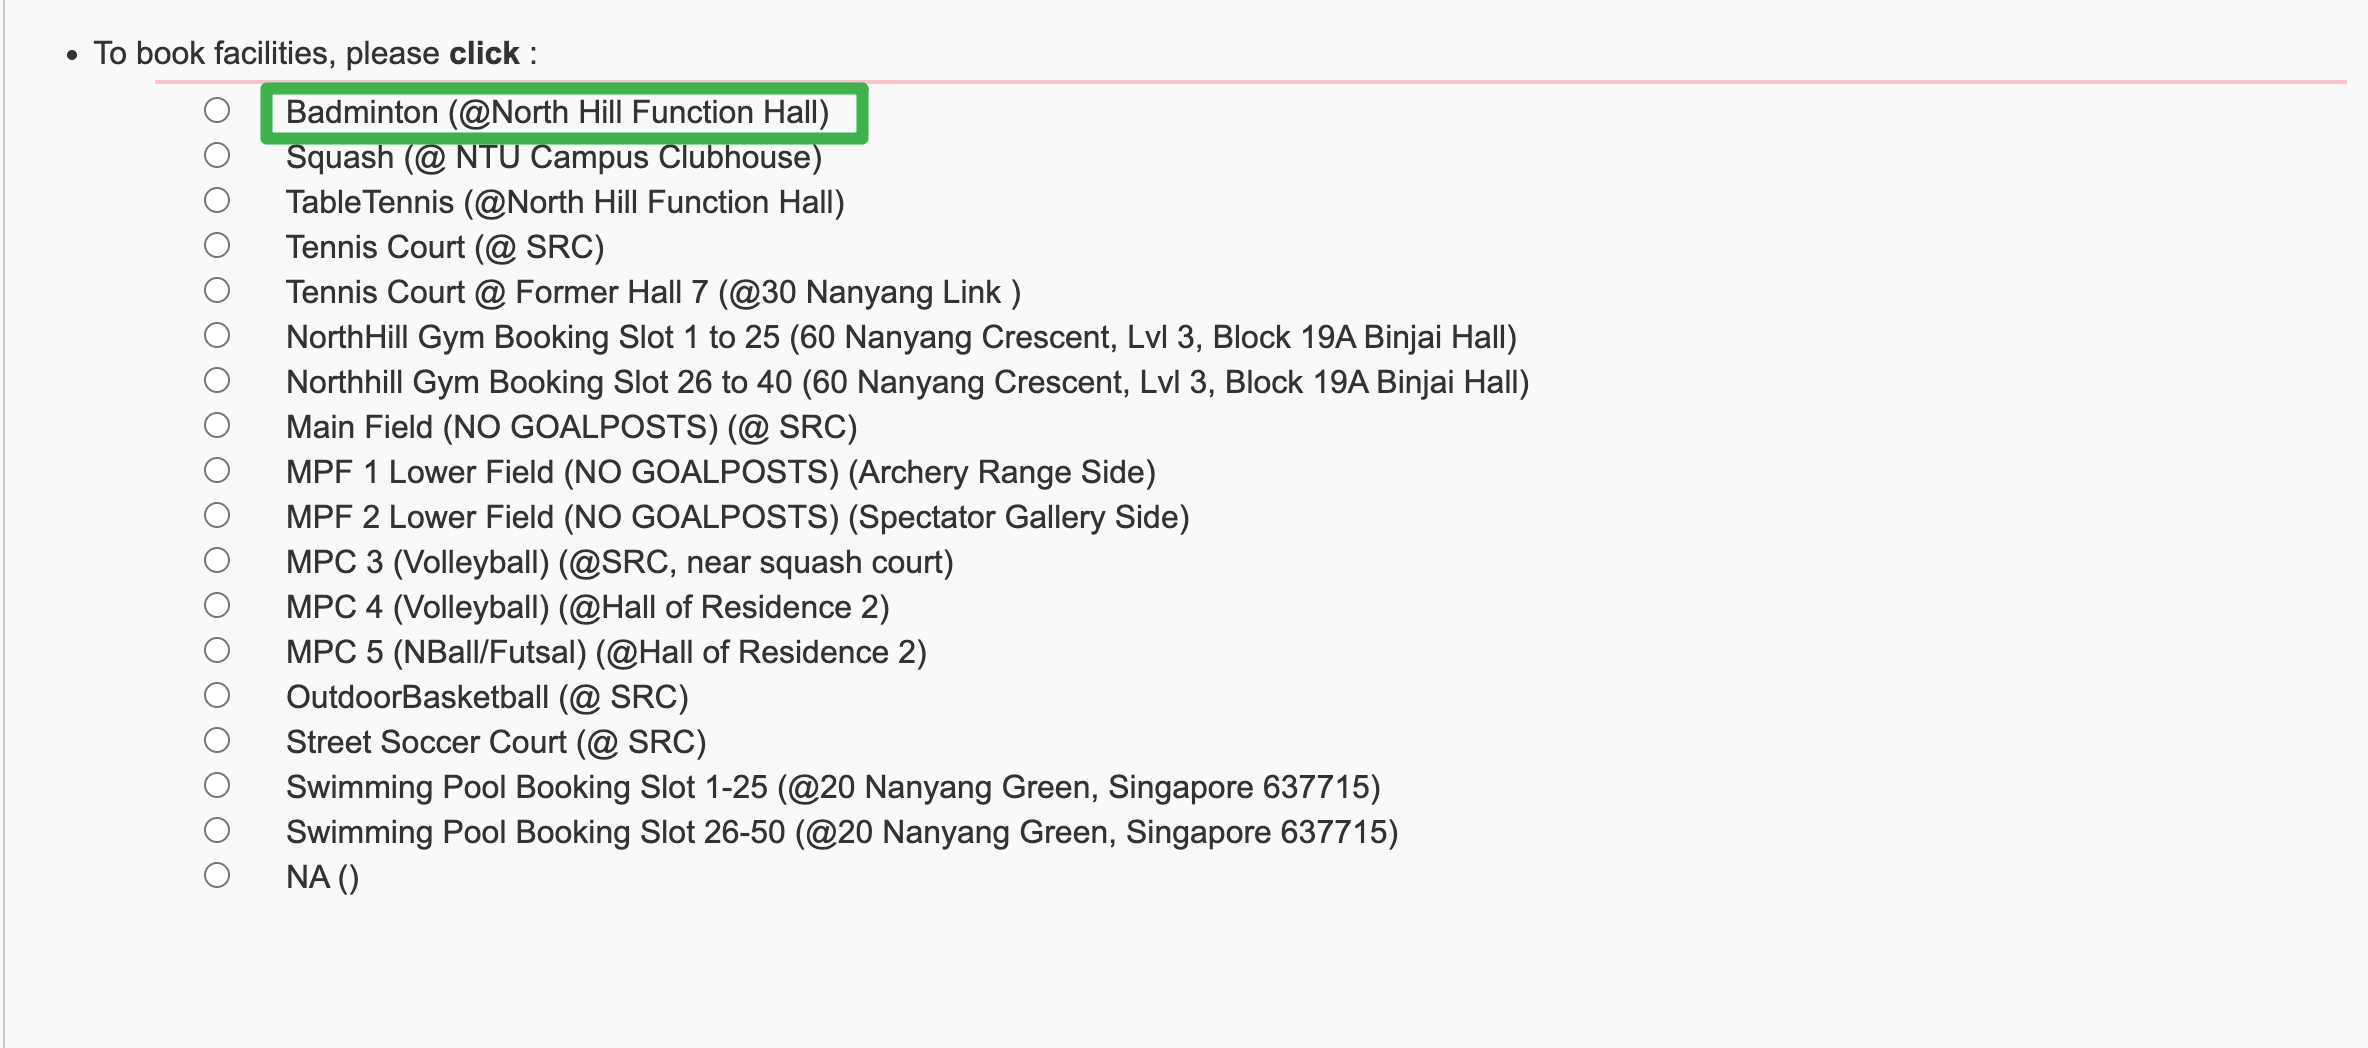 • To book facilities, please click :
Badminton (@North Hill Function Hall)
Squash (@ NTU Campus Clubhouse)
TableTennis (@North Hill Function Hall)
Tennis Court (@ SRC)
Tennis Court @ Former Hall 7 (@30 Nanyang Link )
NorthHill Gym Booking Slot 1 to 25 (60 Nanyang Crescent, Lvl 3, Block 19A Binjai Hall)
Northhill Gym Booking Slot 26 to 40 (60 Nanyang Crescent, Lvl 3, Block 19A Binjai Hall)
Main Field (NO GOALPOSTS) (@ SRC)
MPF 1 Lower Field (NO GOALPOSTS) (Archery Range Side)
MPF 2 Lower Field (NO GOALPOSTS) (Spectator Gallery Side)
MPC 3 (Volleyball) (@SRC, near squash court)
MPC 4 (Volleyball) (@Hall of Residence 2)
MPC 5 (NBall/Futsal) (@Hall of Residence 2)
OutdoorBasketball (@ SRC)
Street Soccer Court (@ SRC)
Swimming Pool Booking Slot 1-25 (@20 Nanyang Green, Singapore 637715)
Swimming Pool Booking Slot 26-50 (@20 Nanyang Green, Singapore 637715)
NA ()